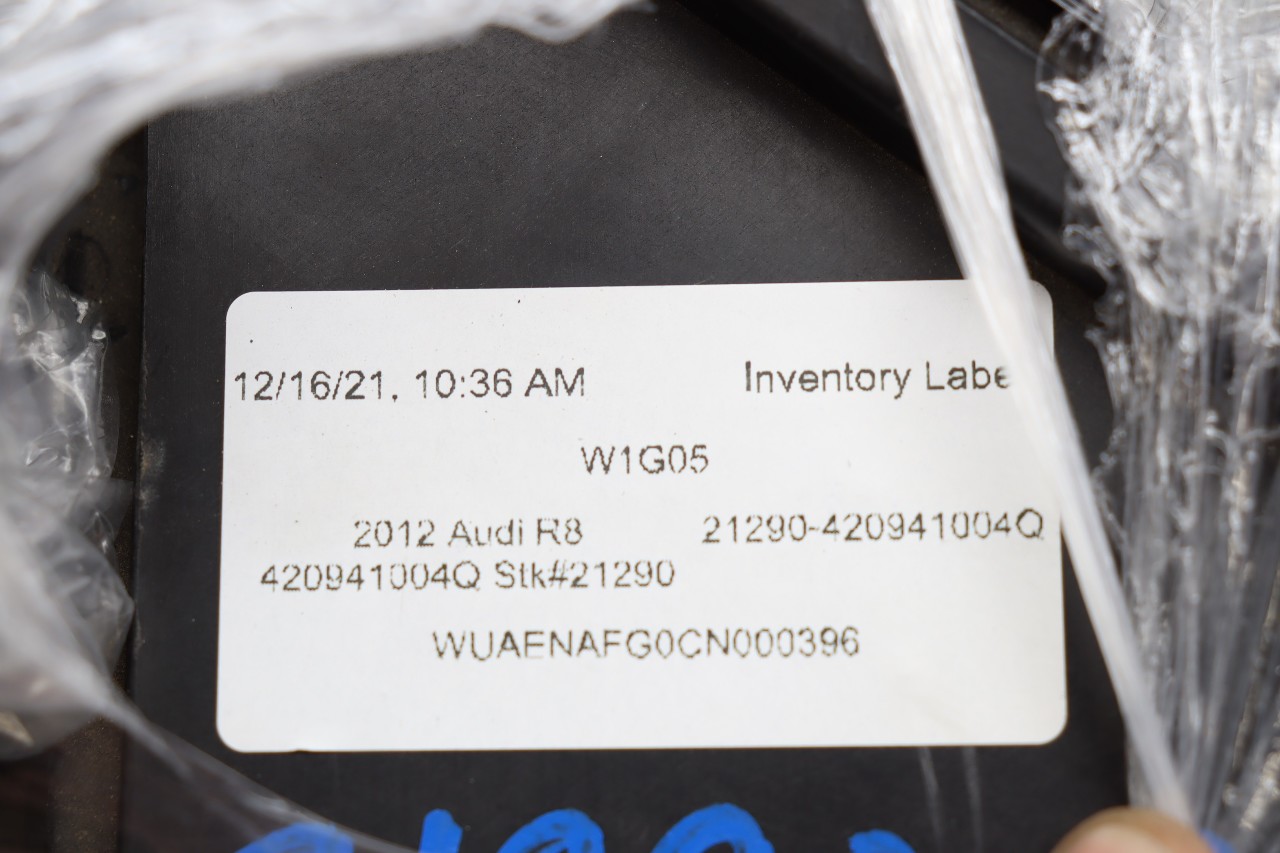 12/16/21, 10:36 AM Inventory Labe
W1G05
2012 Audi R8 21290-420941004Q
420941004Q Stk#21290
WUAENAFG0CN000396